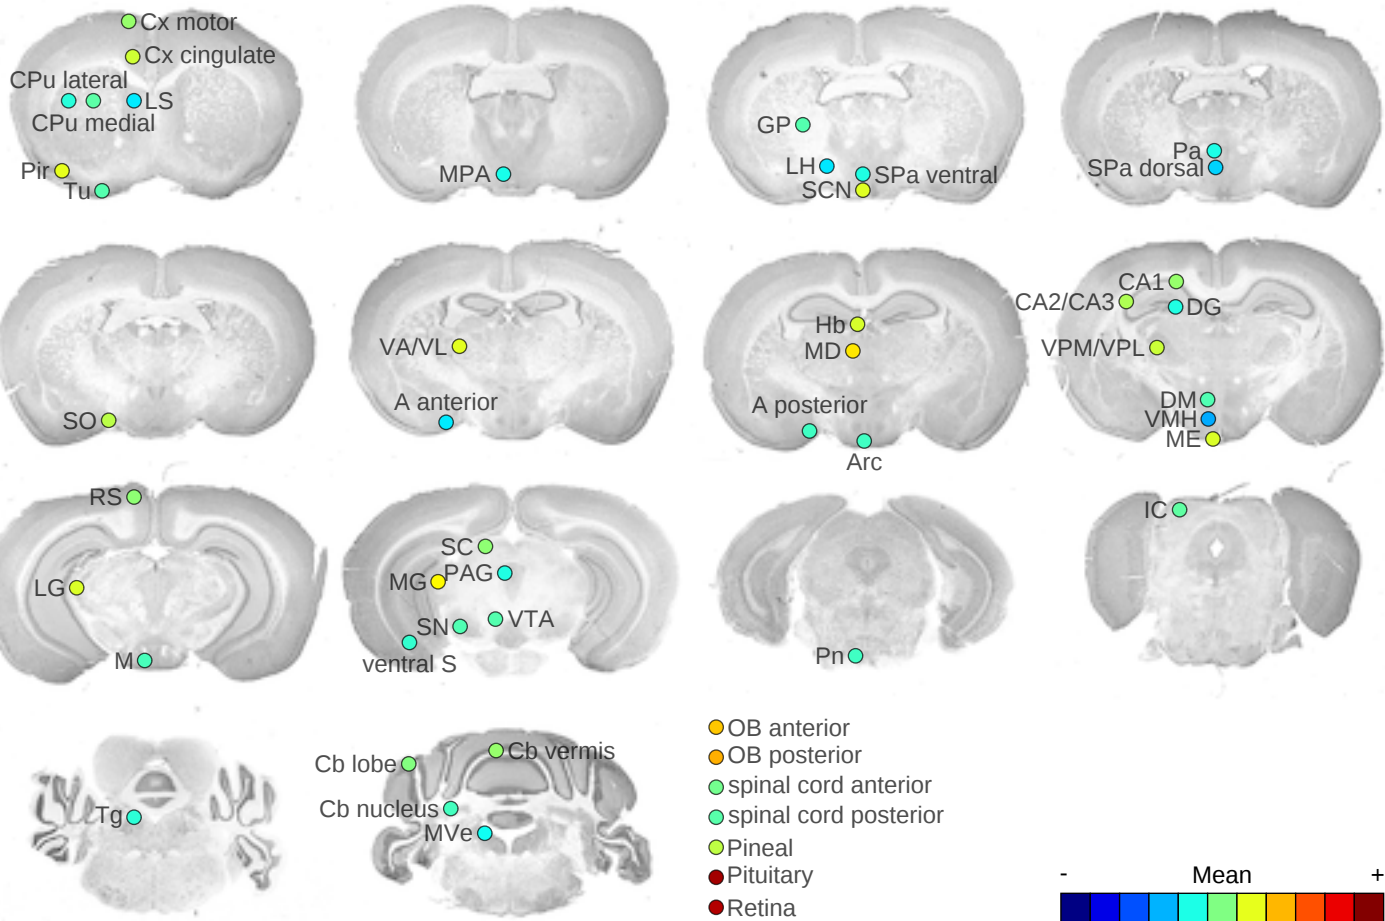 Cx motor
Cx cingulate
CPu lateral
LS
CPu medial
Pir
Tu
MPA
GP
LH
SPa ventral
SCN
Pa
SPa dorsal
SO
VA/VL
A anterior
Hb
MD
A posterior
Arc
CA1
CA2/CA3
DG
VPM/VPL
DM
VMH
ME
RS
LG
M
SC
MG
PAG
SN
VTA
ventral S
Pn
IC
Tg
Cb lobe
Cb vermis
Cb nucleus
MVe
OB anterior
OB posterior
spinal cord anterior
spinal cord posterior
Pineal
Pituitary
Retina
- Mean +